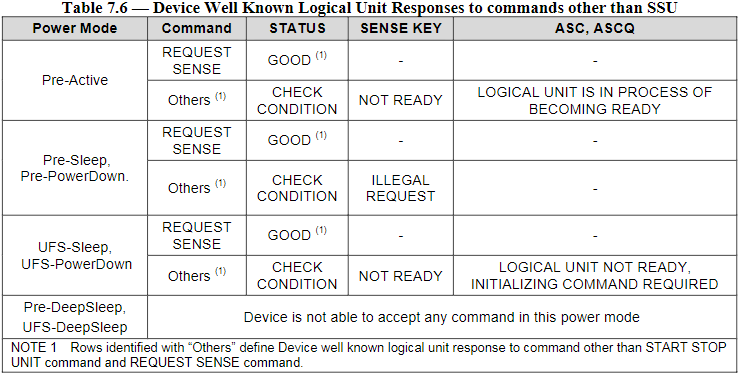 Table 7.6 — Device Well Known Logical Unit Responses to commands other than SSU
Power Mode Command STATUS SENSE KEY ASC, ASCQ
Pre-Active
REQUEST
SENSE
GOOD (1)
-
-
Others (1)
CHECK
CONDITION
NOT READY
LOGICAL UNIT IS IN PROCESS OF
BECOMING READY
Pre-Sleep,
Pre-PowerDown.
REQUEST
SENSE
GOOD (1)
-
-
Others (1)
CHECK
CONDITION
ILLEGAL
REQUEST
-
UFS-Sleep,
UFS-PowerDown
REQUEST
SENSE
GOOD (1)
-
-
Others (1)
CHECK
CONDITION
NOT READY
LOGICAL UNIT NOT READY,
INITIALIZING COMMAND REQUIRED
Pre-DeepSleep,
UFS-DeepSleep
Device is not able to accept any command in this power mode
NOTE 1 Rows identified with “Others” define Device well known logical unit response to command other than START STOP
UNIT command and REQUEST SENSE command.